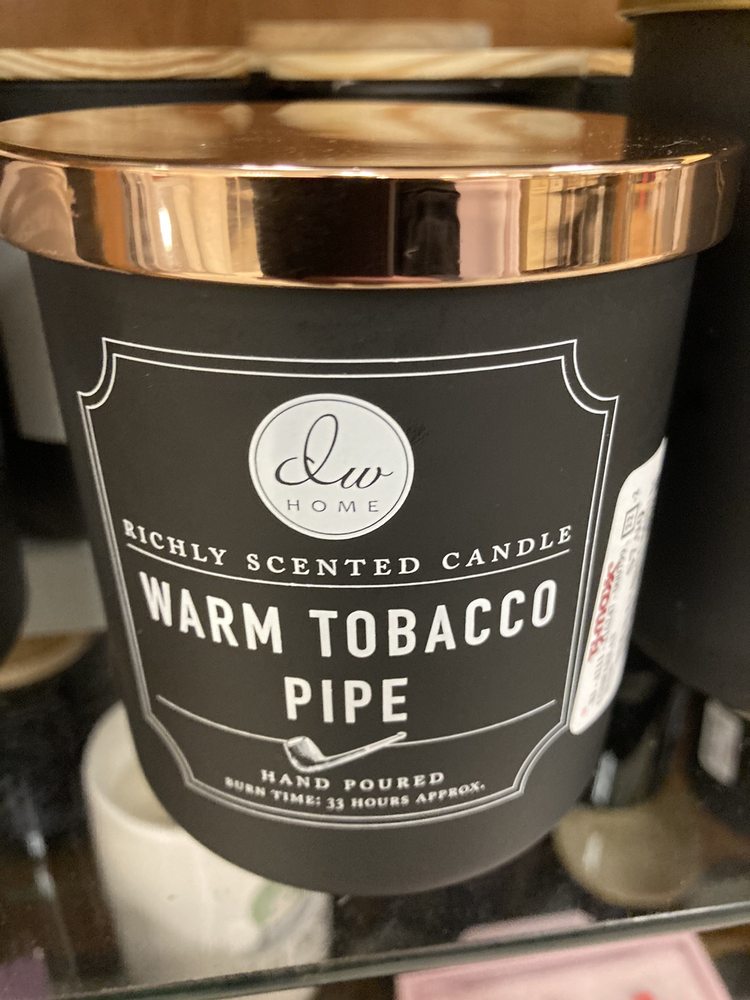 DW
HOME
RICHLY SCENTED CANDLE
WARM TOBACCO
PIPE
HAND POURED
BURN TIME: 33 HOURS APPROX.